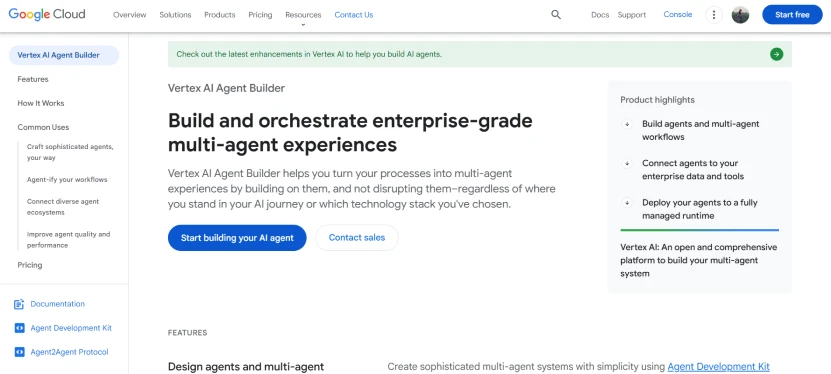 Google Cloud
Overview Solutions Products Pricing Resources Contact Us
Docs Support Console Start free
Vertex AI Agent Builder
Features
How It Works
Common Uses
Craft sophisticated agents,
your way
Agent-ify your workflows
Connect diverse agent
ecosystems
Improve agent quality and
performance
Pricing
Documentation
Agent Development Kit
Agent2Agent Protocol
Check out the latest enhancements in Vertex AI to help you build AI agents.
Vertex AI Agent Builder
Build and orchestrate enterprise-grade
multi-agent experiences
Vertex AI Agent Builder helps you turn your processes into multi-agent
experiences by building on them, and not disrupting them–regardless of where
you stand in your AI journey or which technology stack you've chosen.
Start building your AI agent
Contact sales
Product highlights
Build agents and multi-agent
workflows
Connect agents to your
enterprise data and tools
Deploy your agents to a fully
managed runtime
Vertex AI: An open and comprehensive
platform to build your multi-agent
system
FEATURES
Design agents and multi-agent
Create sophisticated multi-agent systems with simplicity using Agent Development Kit